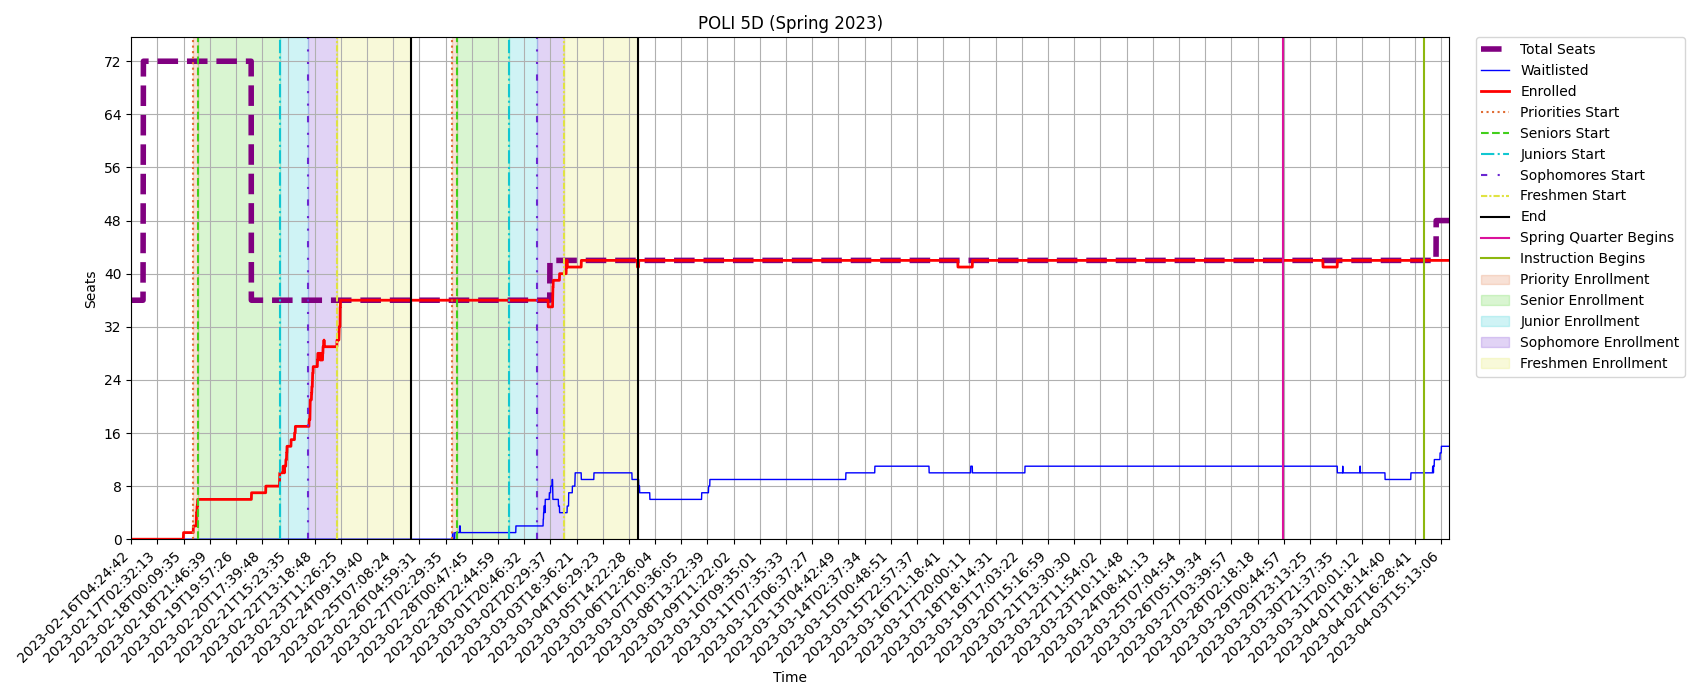 POLI 5D (Spring 2023)
Seats
72
64
56
48
40
32
24
16
8
0
2023-02-16T04:24:42
2023-02-17T02:32:13
2023-02-18T00:09:35
2023-02-18T21:46:39
2023-02-19T19:57:26
2023-02-20T17:39:48
2023-02-21T15:23:35
2023-02-22T13:18:48
2023-02-23T11:26:25
2023-02-24T09:19:40
2023-02-25T07:08:24
2023-02-26T04:59:31
2023-02-27T02:29:35
2023-02-28T00:47:45
2023-02-28T22:44:59
2023-03-01T20:46:32
2023-03-02T20:29:37
2023-03-03T18:36:21
2023-03-04T16:29:23
2023-03-05T14:22:28
2023-03-06T12:26:04
2023-03-07T10:36:05
2023-03-08T13:22:39
2023-03-09T11:22:02
2023-03-10T09:35:01
2023-03-11T07:35:33
2023-03-12T06:37:27
2023-03-13T04:42:49
2023-03-14T02:37:34
2023-03-15T00:48:51
2023-03-15T22:57:37
2023-03-16T21:18:41
2023-03-17T20:00:11
2023-03-18T18:14:31
2023-03-19T17:03:22
2023-03-20T15:16:59
2023-03-21T13:30:30
2023-03-22T11:54:02
2023-03-23T10:11:48
2023-03-24T08:41:13
2023-03-25T07:04:54
2023-03-26T05:19:34
2023-03-27T03:39:57
2023-03-28T02:18:18
2023-03-29T00:44:57
2023-03-29T23:13:25
2023-03-30T21:37:35
2023-03-31T20:01:12
2023-04-01T18:14:40
2023-04-02T16:28:41
2023-04-03T15:13:06
Time
Total Seats
Waitlisted
Enrolled
Priorities Start
Seniors Start
Juniors Start
Sophomores Start
Freshmen Start
End
Spring Quarter Begins
Instruction Begins
Priority Enrollment
Senior Enrollment
Junior Enrollment
Sophomore Enrollment
Freshmen Enrollment